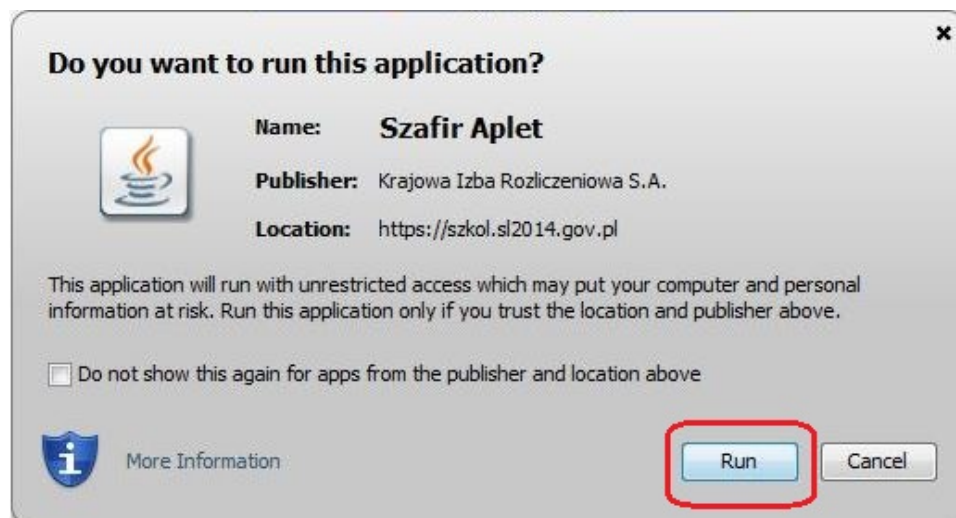 Do you want to run this application?
Name: Szafir Aplet
Publisher: Krajowa Izba Rozliczeniowa S.A.
Location: https://szkol.sl2014.gov.pl
This application will run with unrestricted access which may put your computer and personal
information at risk. Run this application only if you trust the location and publisher above.
Do not show this again for apps from the publisher and location above
More Information
Run Cancel